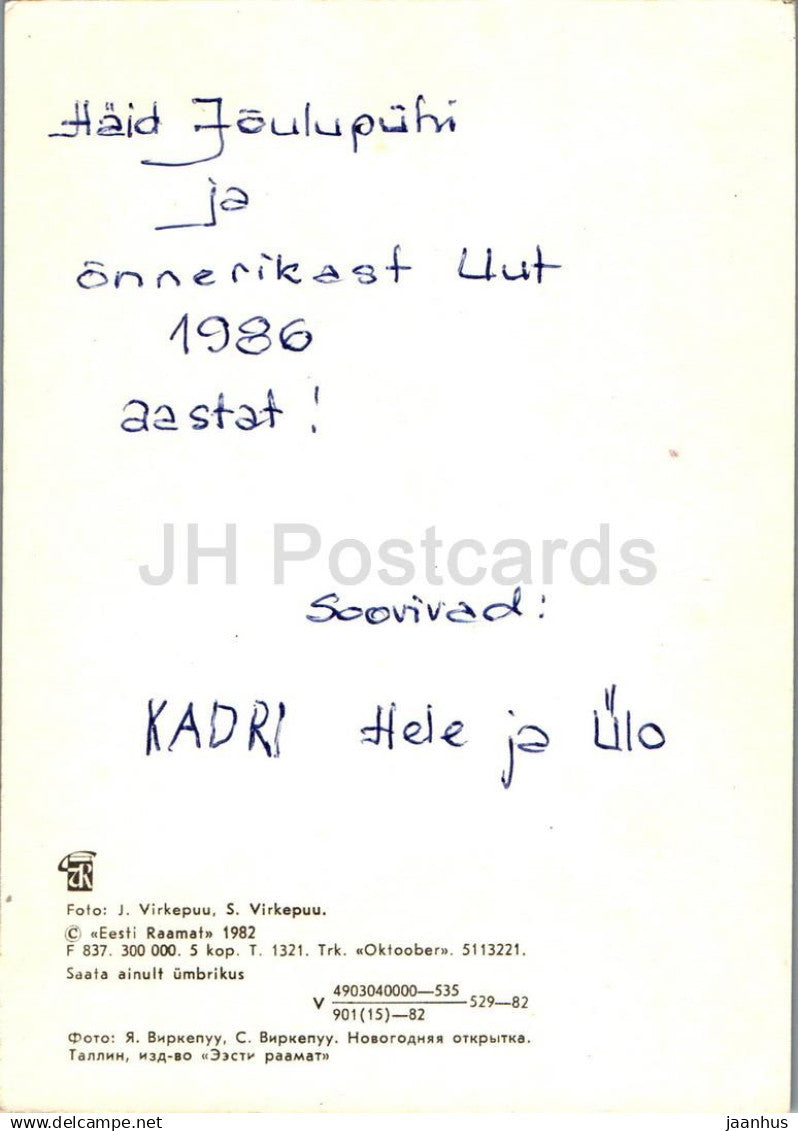 Häid Jõulupühi
ja
õnnerikast Uut
1986
aastat!
JH Postcards
Soovivad:
KADRI Hele ja Ülo
Foto: J. Virkepuu, S. Virkepuu.
© «Eesti Raamat» 1982
F 837. 300 000. 5 kop. T. 1321. Trk. «Oktoober». 5113221.
Saata ainult ümbrikus
V 4903040000—535
901(15)—82
529—82
Фото: Я. Виркепуу, С. Виркепуу. Новогодняя открытка.
Таллин, изд-во «Ээсти раамат»
jaanhus